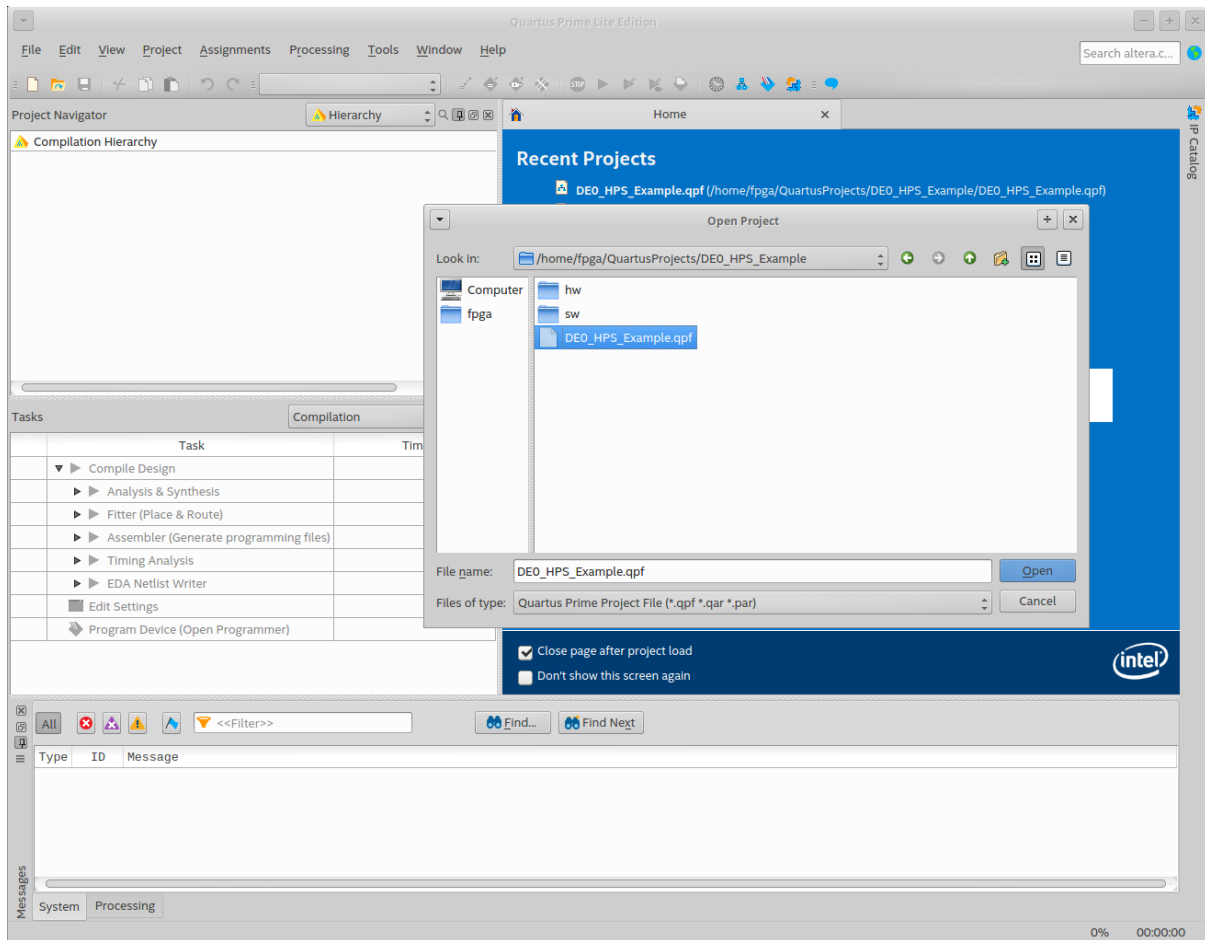 Quartus Prime Lite Edition
File Edit View Project Assignments Processing Tools Window Help
Search altera.c...
STOP
Project Navigator
Hierarchy
Home
IP Catalog
Compilation Hierarchy
Recent Projects
DE0_HPS_Example.qpf (/home/fpga/QuartusProjects/DE0_HPS_Example/DE0_HPS_Example.qpf)
Open Project
Look in: /home/fpga/QuartusProjects/DE0_HPS_Example
Computer
fpga
hw
sw
DE0_HPS_Example.qpf
File name: DE0_HPS_Example.qpf
Open
Files of type: Quartus Prime Project File (*.qpf *.qar *.par)
Cancel
Tasks
Compilation
Task
Tim
Compile Design
Analysis & Synthesis
Fitter (Place & Route)
Assembler (Generate programming files)
Timing Analysis
EDA Netlist Writer
Edit Settings
Program Device (Open Programmer)
Close page after project load
Don't show this screen again
intel
All
<<Filter>>
Find...
Find Next
Type ID Message
Messages
System Processing
0% 00:00:00